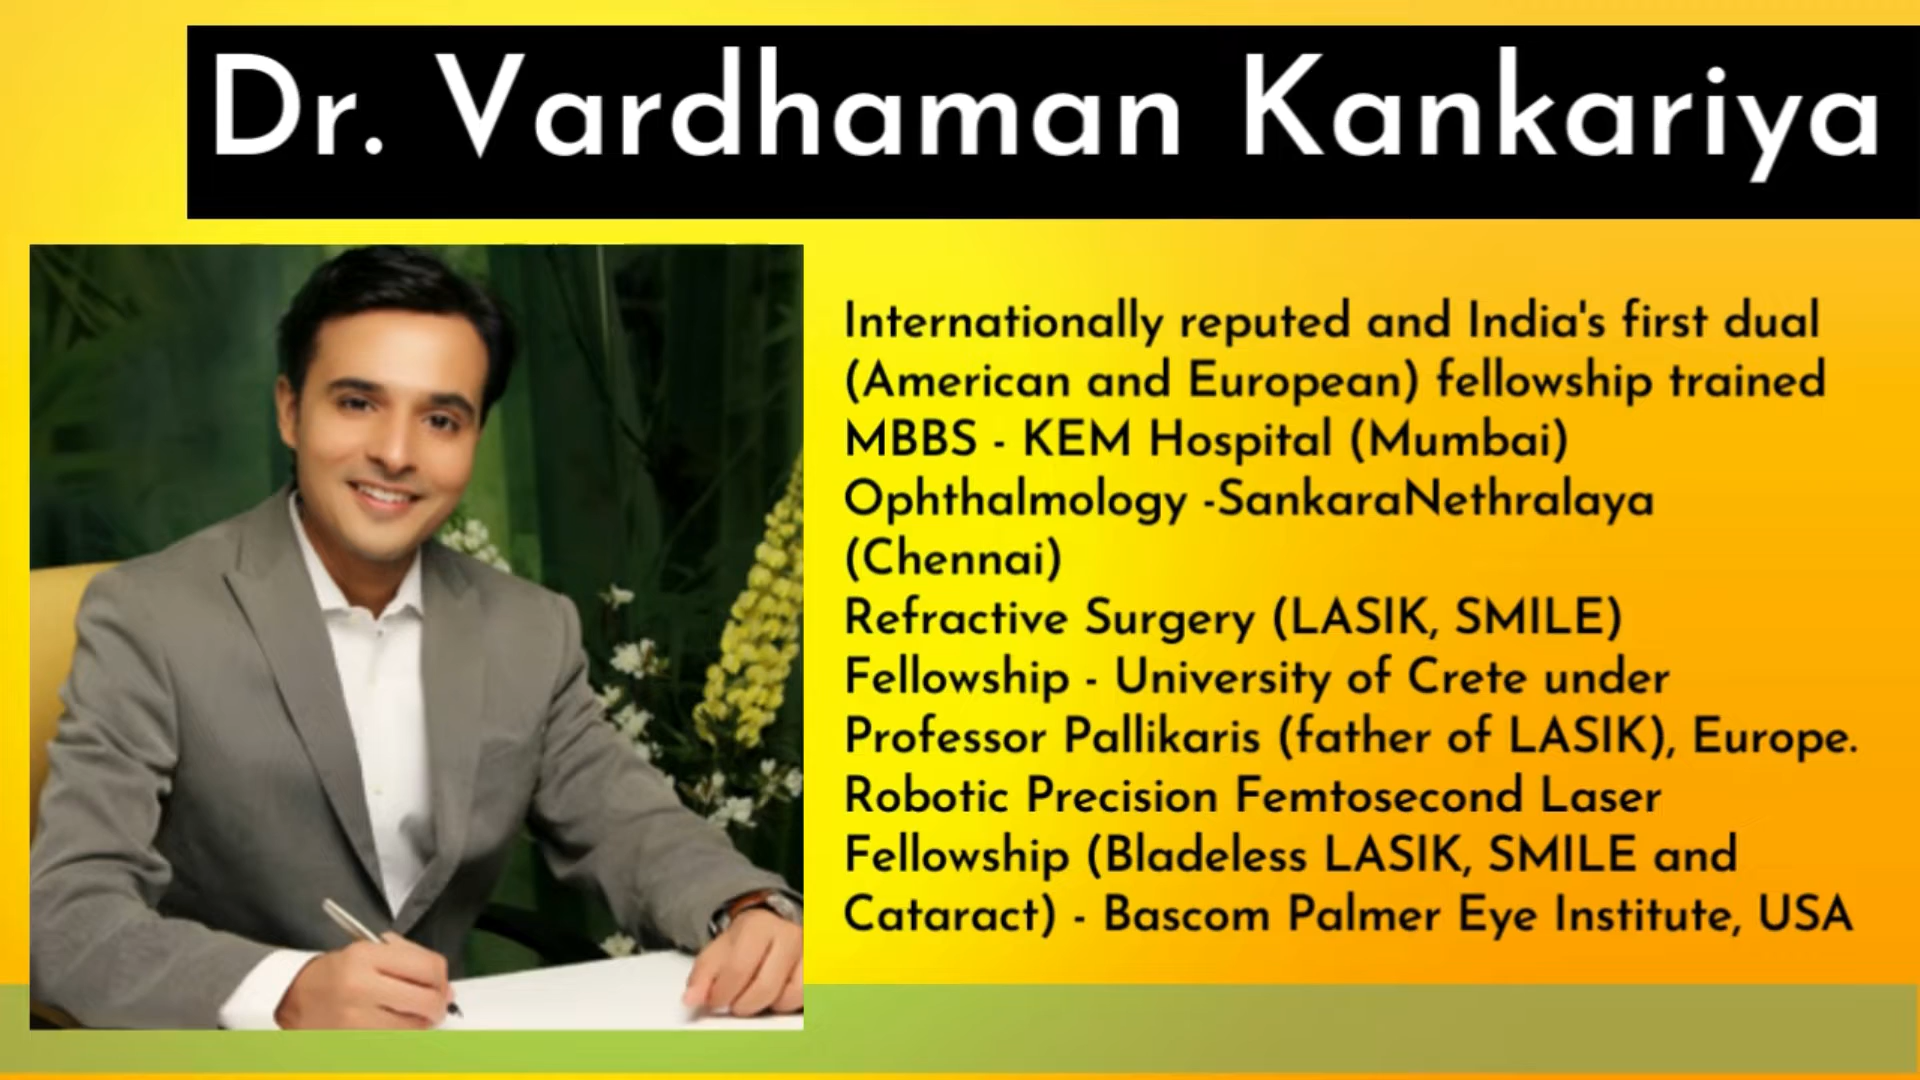 Dr. Vardhaman Kankariya
Internationally reputed and India's first dual
(American and European) fellowship trained
MBBS - KEM Hospital (Mumbai)
Ophthalmology -SankaraNethralaya
(Chennai)
Refractive Surgery (LASIK, SMILE)
Fellowship - University of Crete under
Professor Pallikaris (father of LASIK), Europe.
Robotic Precision Femtosecond Laser
Fellowship (Bladeless LASIK, SMILE and
Cataract) - Bascom Palmer Eye Institute, USA